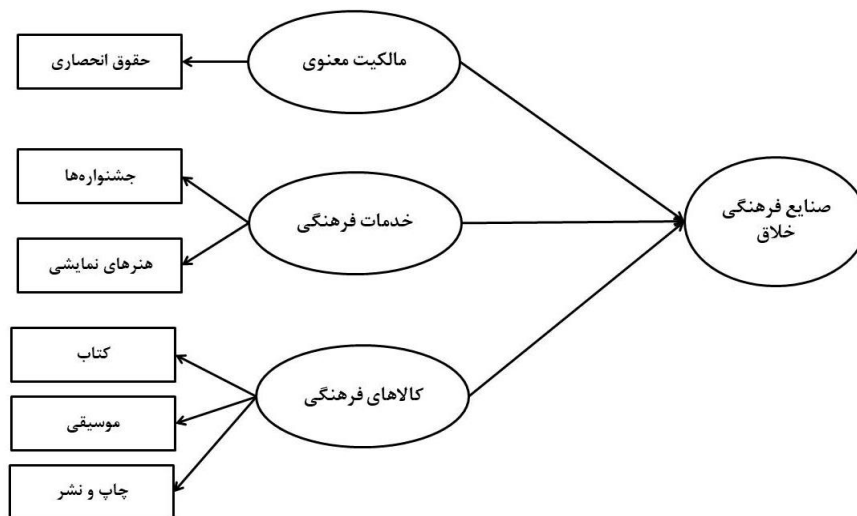 مالکیت معنوی
حقوق انحصاری
جشنواره‌ها
خدمات فرهنگی
صنایع فرهنگی
خلاق
هنرهای نمایشی
کتاب
کالاهای فرهنگی
موسیقی
چاپ و نشر